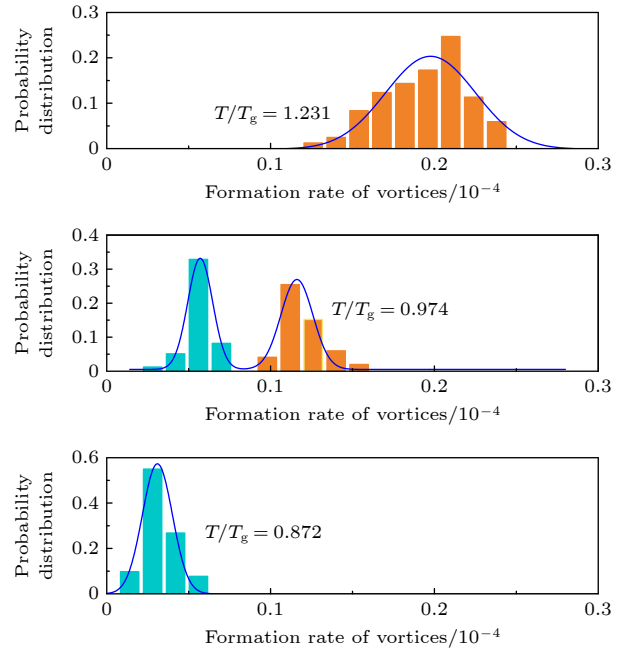 0.3
0.2
0.1
0
Probability
distribution
T/Tg = 1.231
0 0.1 0.2 0.3
Formation rate of vortices/10⁻⁴
0.4
0.3
0.2
0.1
0
Probability
distribution
T/Tg = 0.974
0 0.1 0.2 0.3
Formation rate of vortices/10⁻⁴
0.6
0.4
0.2
0
Probability
distribution
T/Tg = 0.872
0 0.1 0.2 0.3
Formation rate of vortices/10⁻⁴